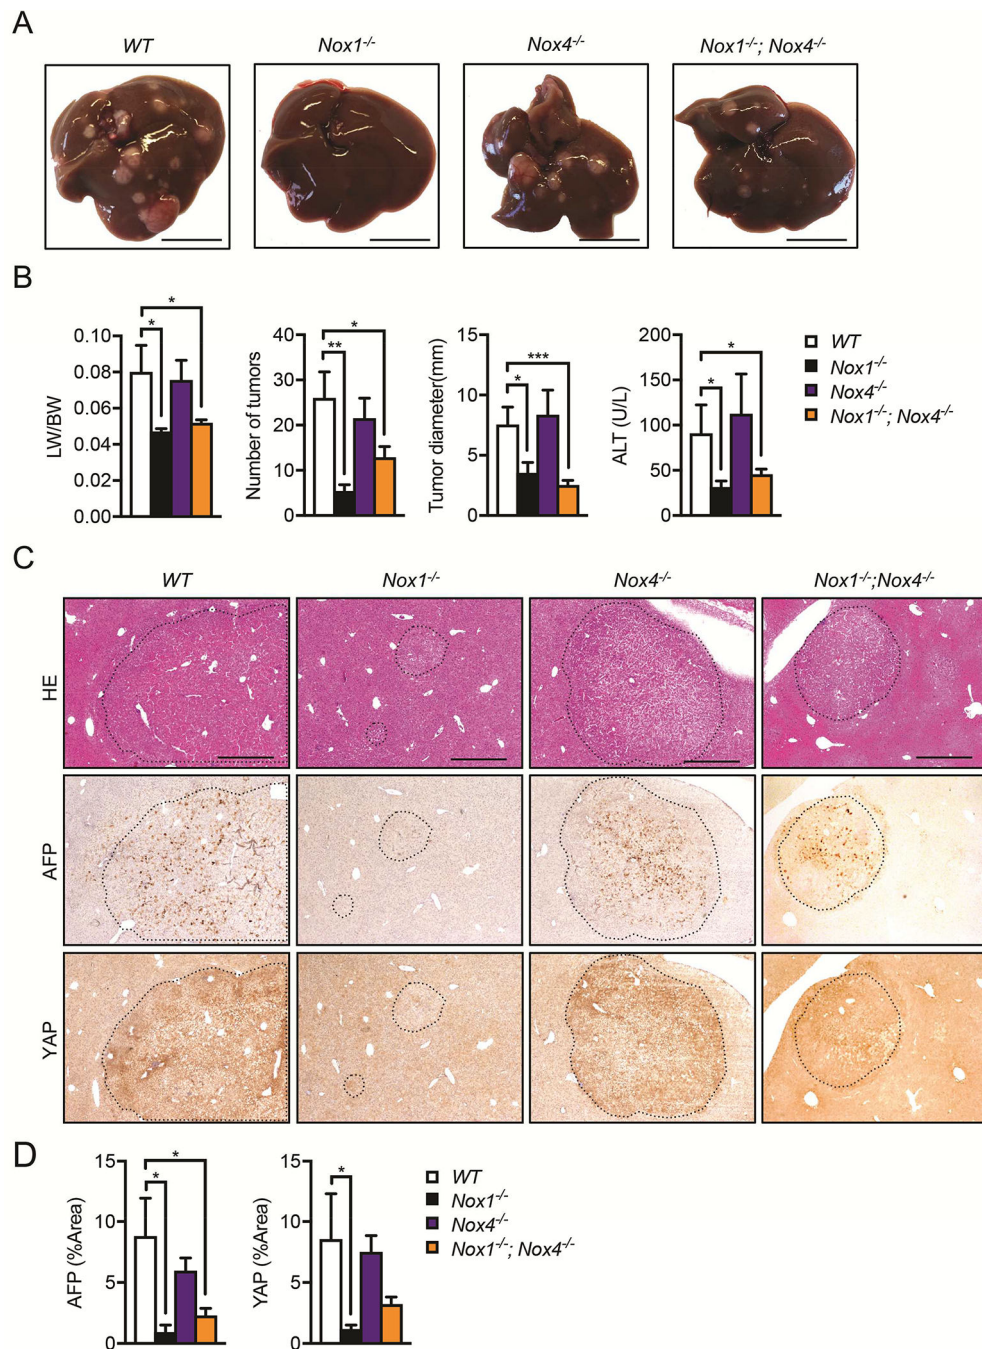 A
WT
Nox1-/-
Nox4-/-
Nox1-/-; Nox4-/-
B
LW/BW
0.10
0.08
0.06
0.04
0.02
0.00
*
*
Number of tumors
40
30
20
10
0
**
*
Tumor diameter(mm)
15
10
5
0
*
***
ALT (U/L)
200
150
100
50
0
*
*
WT
Nox1-/-
Nox4-/-
Nox1-/-; Nox4-/-
C
WT
Nox1-/-
Nox4-/-
Nox1-/-;Nox4-/-
HE
AFP
YAP
D
AFP (%Area)
15
10
5
0
*
*
YAP (%Area)
15
10
5
0
*
WT
Nox1-/-
Nox4-/-
Nox1-/-; Nox4-/-